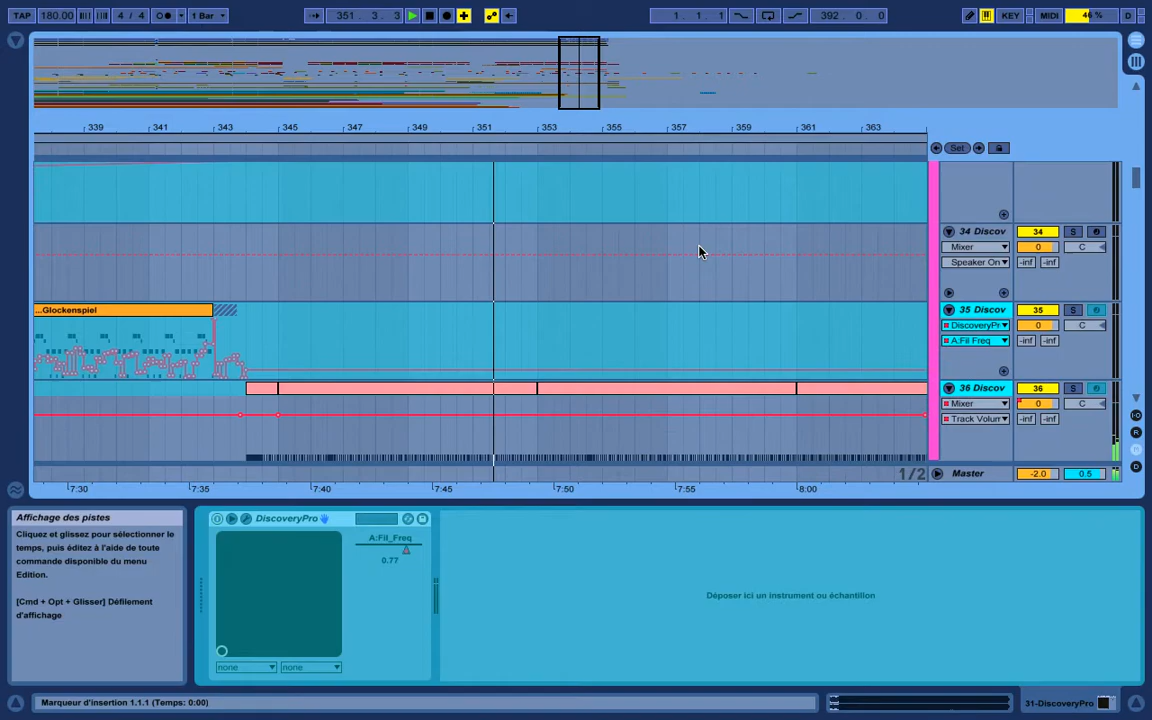 TAP 180.00 4 / 4 1 Bar 351 . 3 . 3 1 . 1 . 1 392 . 0 . 0 KEY MIDI 46 % D
339 341 343 345 347 349 351 353 355 357 359 361 363
Set
34 Discov 34 S
Mixer 0 C
Speaker On -inf -inf
...Glockenspiel
35 Discov 35 S
DiscoveryPr 0 C
A:Fil Freq -inf -inf
36 Discov 36 S
Mixer 0 C
Track Volum -inf -inf
I-O
R
M
D
1/2 Master -2.0 0.5
7:30 7:35 7:40 7:45 7:50 7:55 8:00
Affichage des pistes
Cliquez et glissez pour sélectionner le
temps, puis éditez à l'aide de toute
commande disponible du menu
Edition.
[Cmd + Opt + Glisser] Défilement
d'affichage
DiscoveryPro
A:Fil_Freq
0.77
none none
Déposer ici un instrument ou échantillon
Marqueur d'insertion 1.1.1 (Temps: 0:00)
31-DiscoveryPro